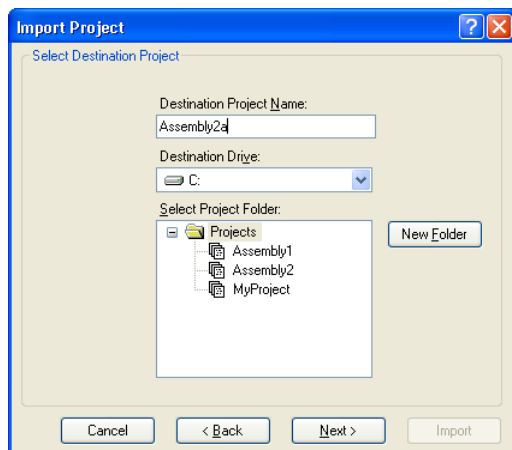 Import Project
Select Destination Project
Destination Project Name:
Assembly2a
Destination Drive:
C:
Select Project Folder:
Projects
New Folder
Assembly1
Assembly2
MyProject
Cancel
< Back
Next >
Import